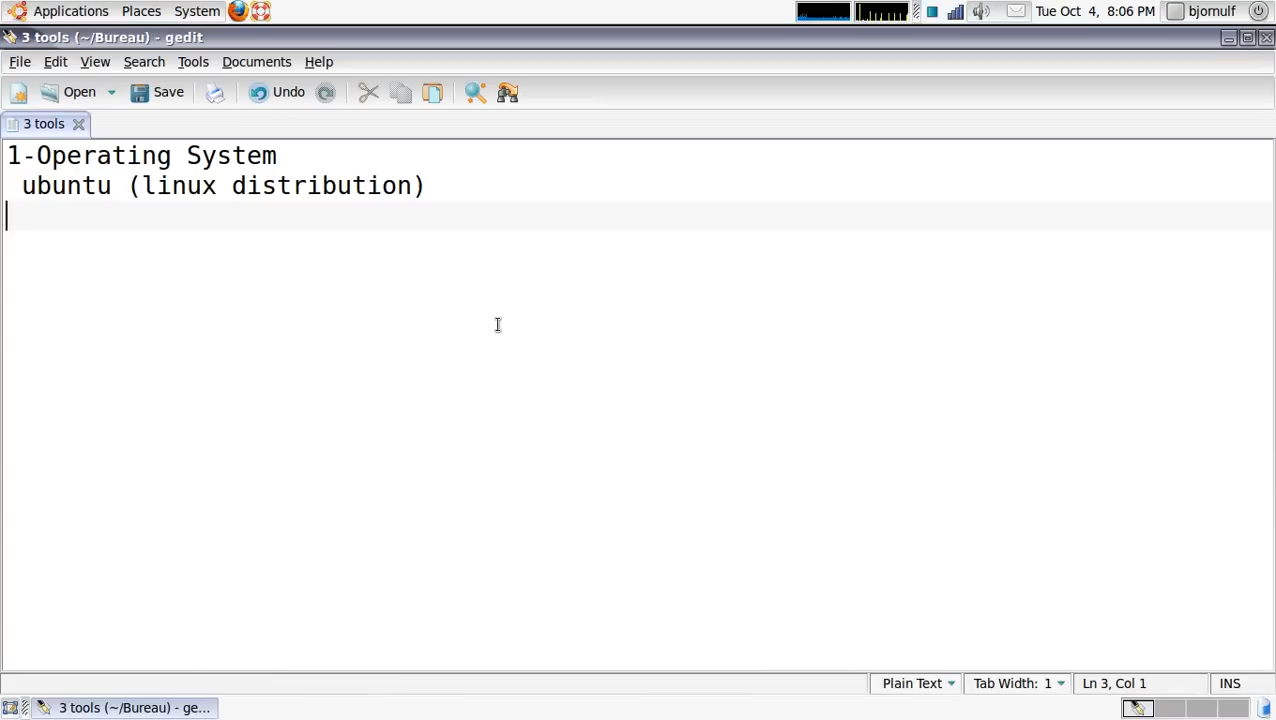 Applications Places System Tue Oct 4, 8:06 PM bjornulf
3 tools (~/Bureau) - gedit
File Edit View Search Tools Documents Help
Open Save Undo
3 tools
1-Operating System
ubuntu (linux distribution)
Plain Text Tab Width: 1 Ln 3, Col 1 INS
3 tools (~/Bureau) - ge...